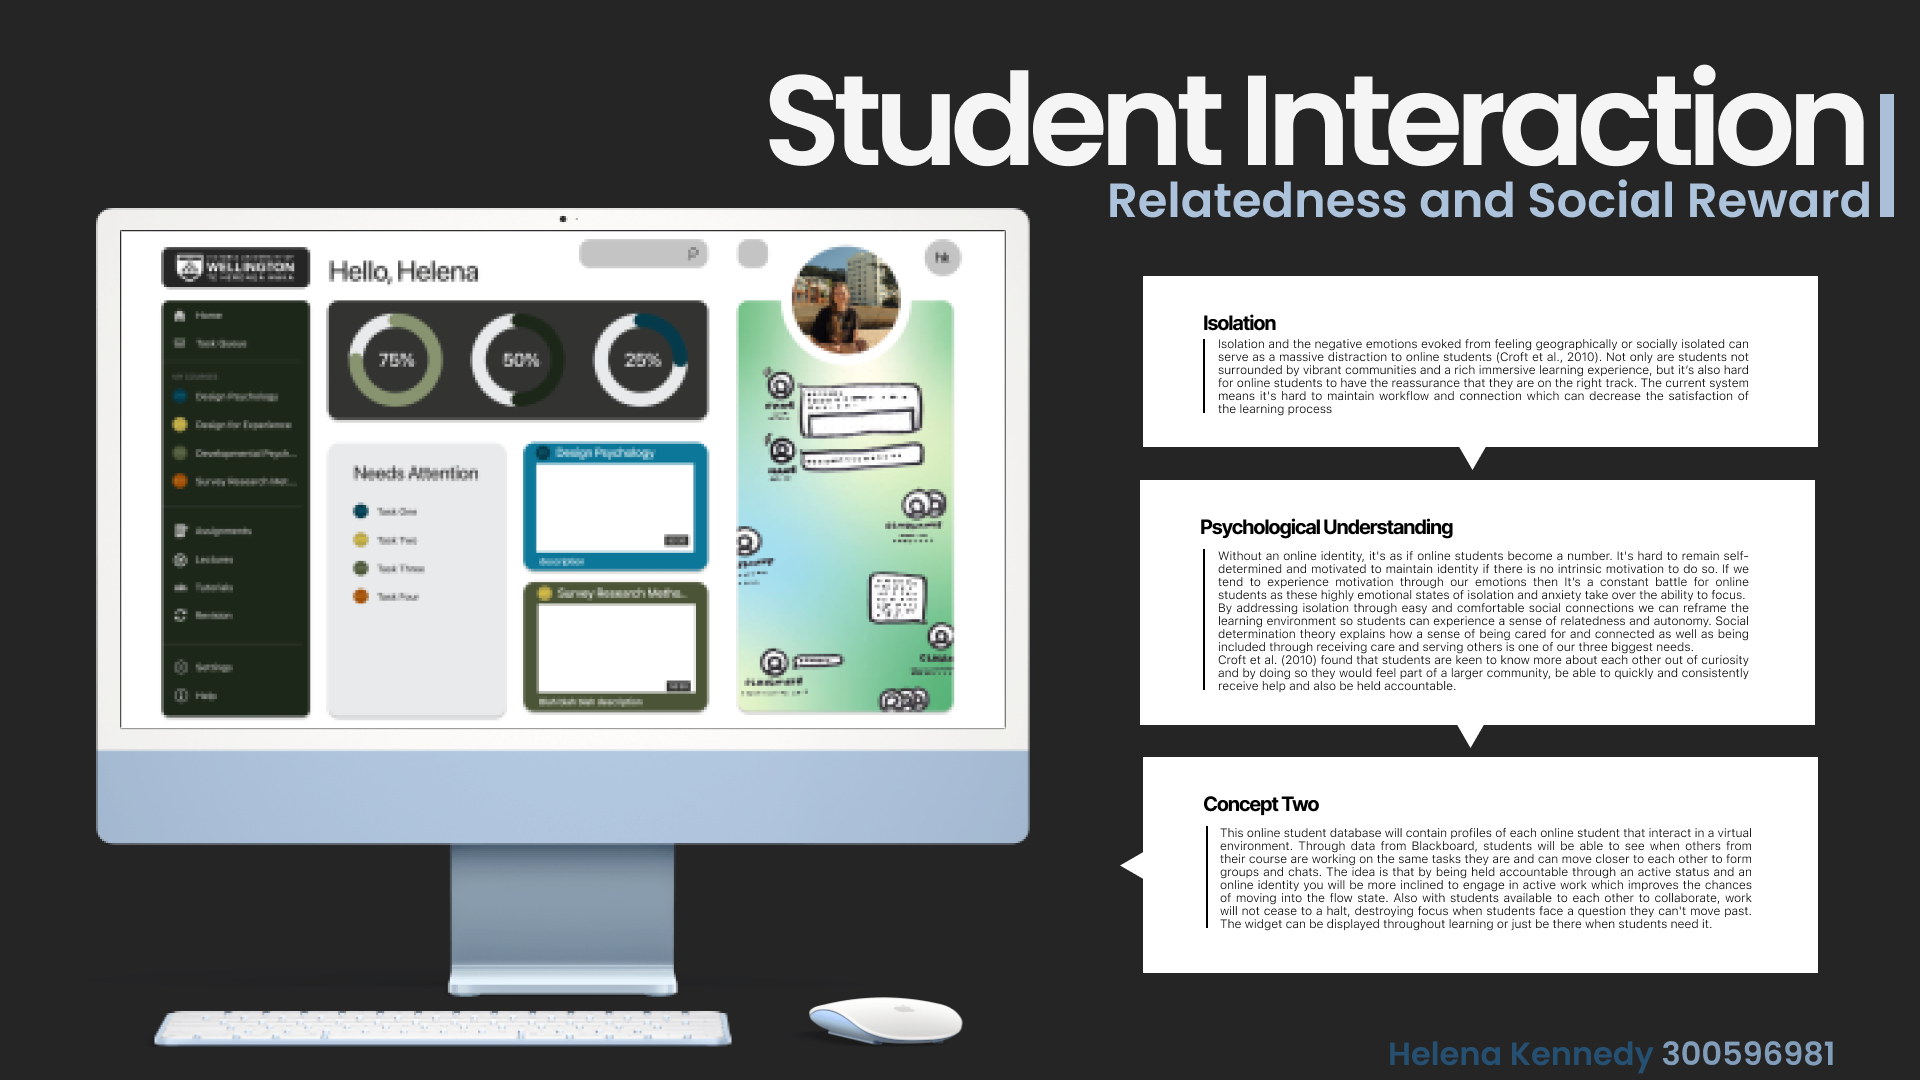 Student Interaction
Relatedness and Social Reward
WELLINGTON
Hello, Helena
hk
Home
Task Queue
MY COURSES
Design Psychology
Design for Experience
Developmental Psych...
Survey Research Met...
Assignments
Lectures
Tutorials
Revision
Settings
Help
75%
50%
25%
Needs Attention
Task One
Task Two
Task Three
Task Four
Design Psychology
description
Survey Research Metho..
blah blah blah description
Isolation
Isolation and the negative emotions evoked from feeling geographically or socially isolated can
serve as a massive distraction to online students (Croft et al., 2010). Not only are students not
surrounded by vibrant communities and a rich immersive learning experience, but it's also hard
for online students to have the reassurance that they are on the right track. The current system
means it's hard to maintain workflow and connection which can decrease the satisfaction of
the learning process
Psychological Understanding
Without an online identity, it's as if online students become a number. It's hard to remain self-
determined and motivated to maintain identity if there is no intrinsic motivation to do so. If we
tend to experience motivation through our emotions then It's a constant battle for online
students as these highly emotional states of isolation and anxiety take over the ability to focus.
By addressing isolation through easy and comfortable social connections we can reframe the
learning environment so students can experience a sense of relatedness and autonomy. Social
determination theory explains how a sense of being cared for and connected as well as being
included through receiving care and serving others is one of our three biggest needs.
Croft et al. (2010) found that students are keen to know more about each other out of curiosity
and by doing so they would feel part of a larger community, be able to quickly and consistently
receive help and also be held accountable.
Concept Two
This online student database will contain profiles of each online student that interact in a virtual
environment. Through data from Blackboard, students will be able to see when others from
their course are working on the same tasks they are and can move closer to each other to form
groups and chats. The idea is that by being held accountable through an active status and an
online identity you will be more inclined to engage in active work which improves the chances
of moving into the flow state. Also with students available to each other to collaborate, work
will not cease to a halt, destroying focus when students face a question they can't move past.
The widget can be displayed throughout learning or just be there when students need it.
Helena Kennedy 300596981